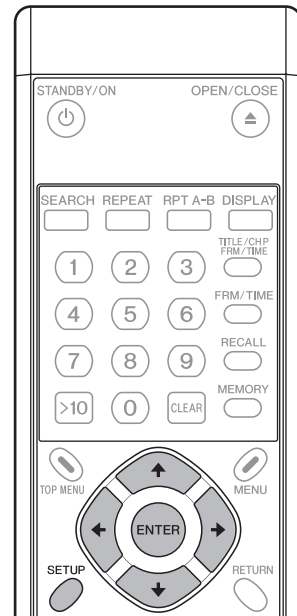 STANDBY/ON OPEN/CLOSE
SEARCH REPEAT RPT A-B DISPLAY
TITLE/CHP
FRM/TIME
1 2 3
FRM/TIME
4 5 6
RECALL
7 8 9
MEMORY
>10 0 CLEAR
TOP MENU MENU
ENTER
SETUP RETURN